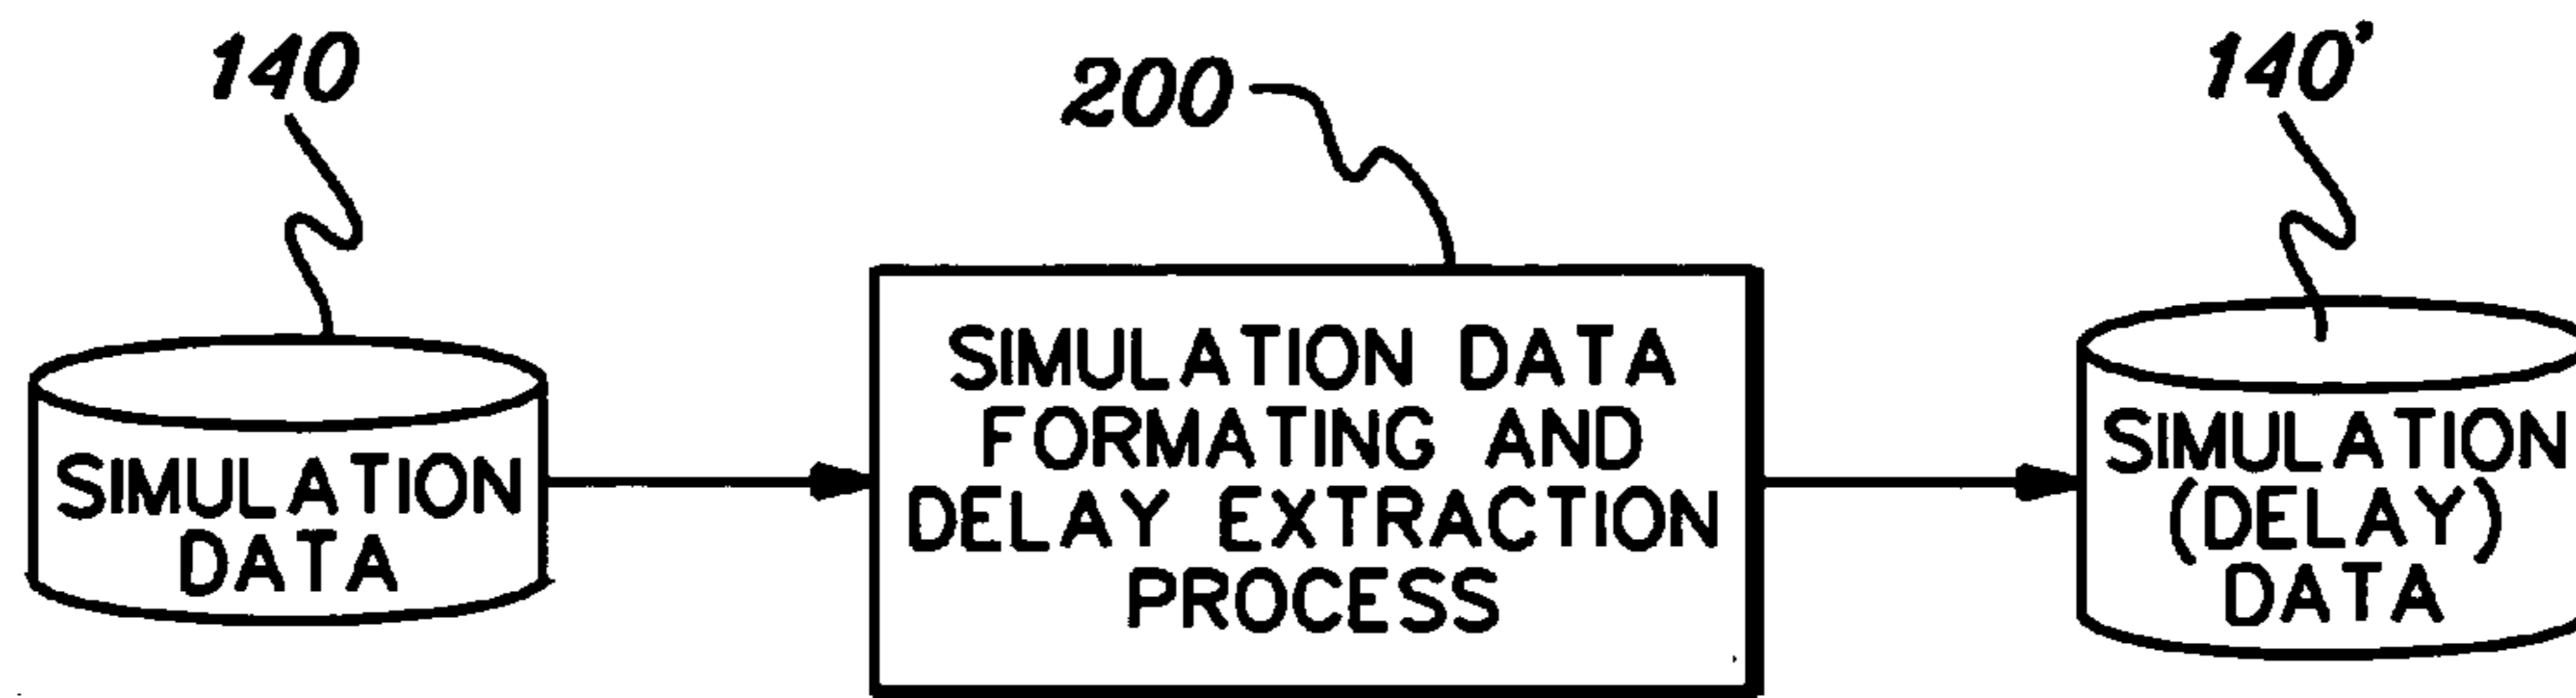 140
200
140'
SIMULATION
DATA
SIMULATION DATA
FORMATING AND
DELAY EXTRACTION
PROCESS
SIMULATION
(DELAY)
DATA